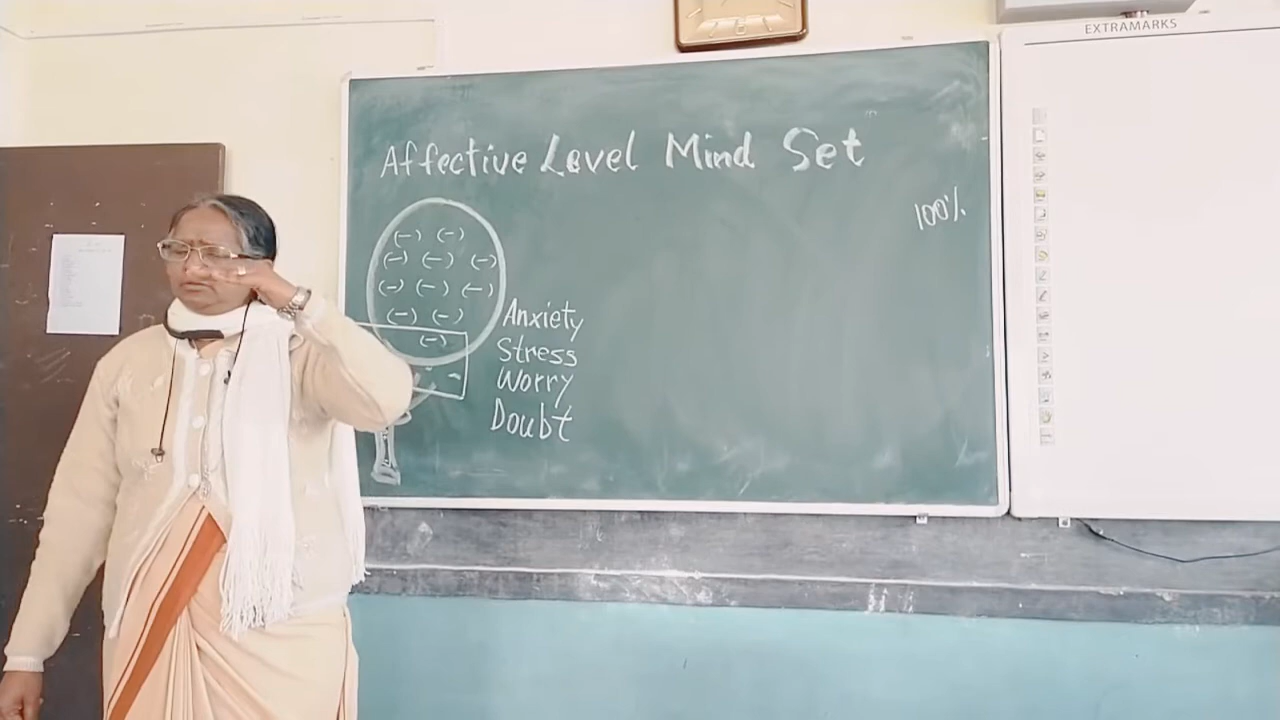 EXTRAMARKS
Affective Level Mind Set
100%
(-) (-)
(-) (-) (-)
(-) (-) (-)
(-) (-)
(-)
Anxiety
Stress
Worry
Doubt